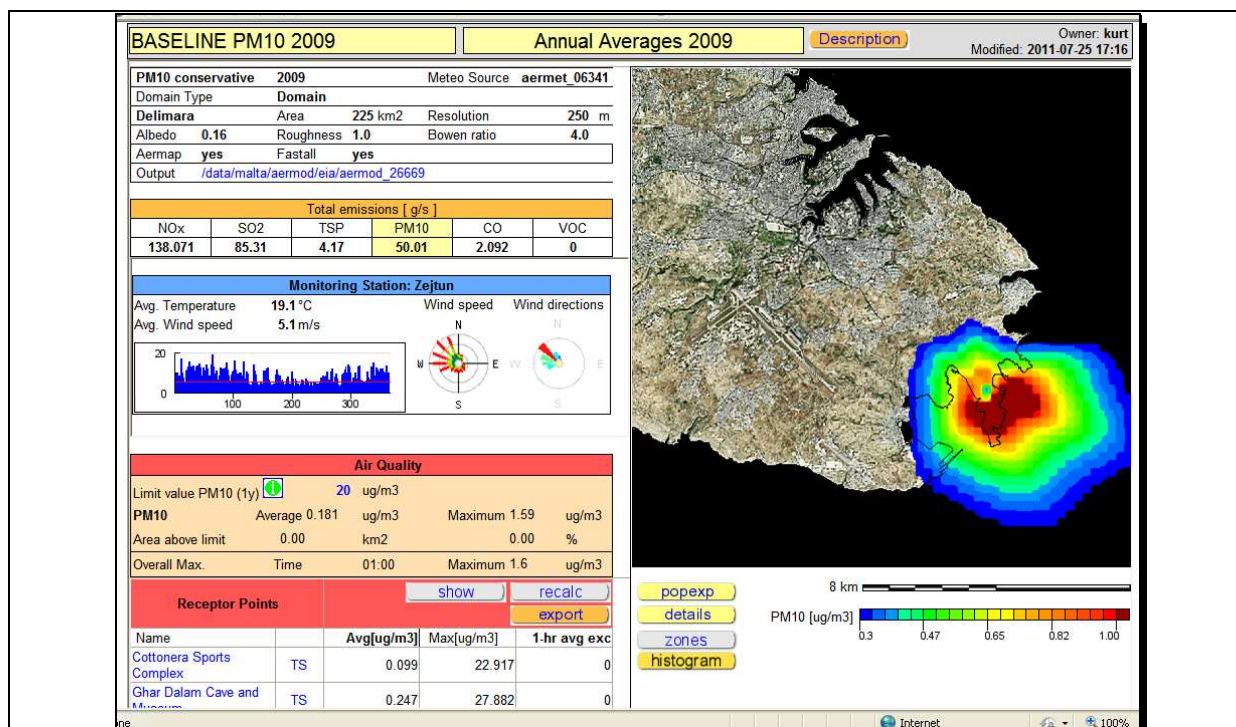 BASELINE PM10 2009 Annual Averages 2009 Description Owner: kurt
Modified: 2011-07-25 17:16
PM10 conservative 2009 Meteo Source aermet_06341
Domain Type Domain
Delimara Area 225 km2 Resolution 250 m
Albedo 0.16 Roughness 1.0 Bowen ratio 4.0
Aermap yes Fastall yes
Output /data/malta/aermod/eia/aermod_26669
Total emissions [ g/s ]
NOx SO2 TSP PM10 CO VOC
138.071 85.31 4.17 50.01 2.092 0
Monitoring Station: Zejtun
Avg. Temperature 19.1 °C Wind speed Wind directions
Avg. Wind speed 5.1 m/s
N N
20
W E W E
0
100 200 300
S S
Air Quality
Limit value PM10 (1y) i 20 ug/m3
PM10 Average 0.181 ug/m3 Maximum 1.59 ug/m3
Area above limit 0.00 km2 0.00 %
Overall Max. Time 01:00 Maximum 1.6 ug/m3
Receptor Points show recalc
export
Name Avg[ug/m3] Max[ug/m3] 1-hr avg exc
Cottonera Sports
Complex TS 0.099 22.917 0
Ghar Dalam Cave and
Museum TS 0.247 27.882 0
popexp
details
zones
histogram
8 km
PM10 [ug/m3]
0.3 0.47 0.65 0.82 1.00
ne Internet 100%